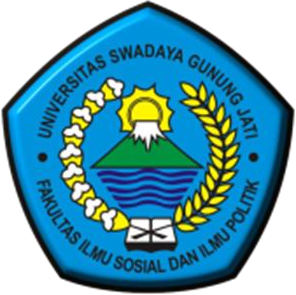 UNIVERSITAS SWADAYA GUNUNG JATI
FAKULTAS ILMU SOSIAL DAN ILMU POLITIK